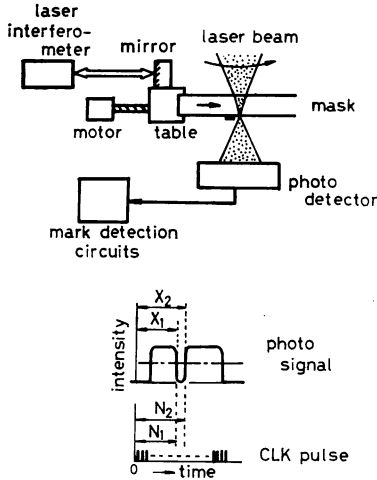 laser
interfero-
meter
mirror
laser beam
mask
motor
table
photo
detector
mark detection
circuits
X₂
X₁
intensity
photo
signal
N₂
N₁
CLK pulse
0
time